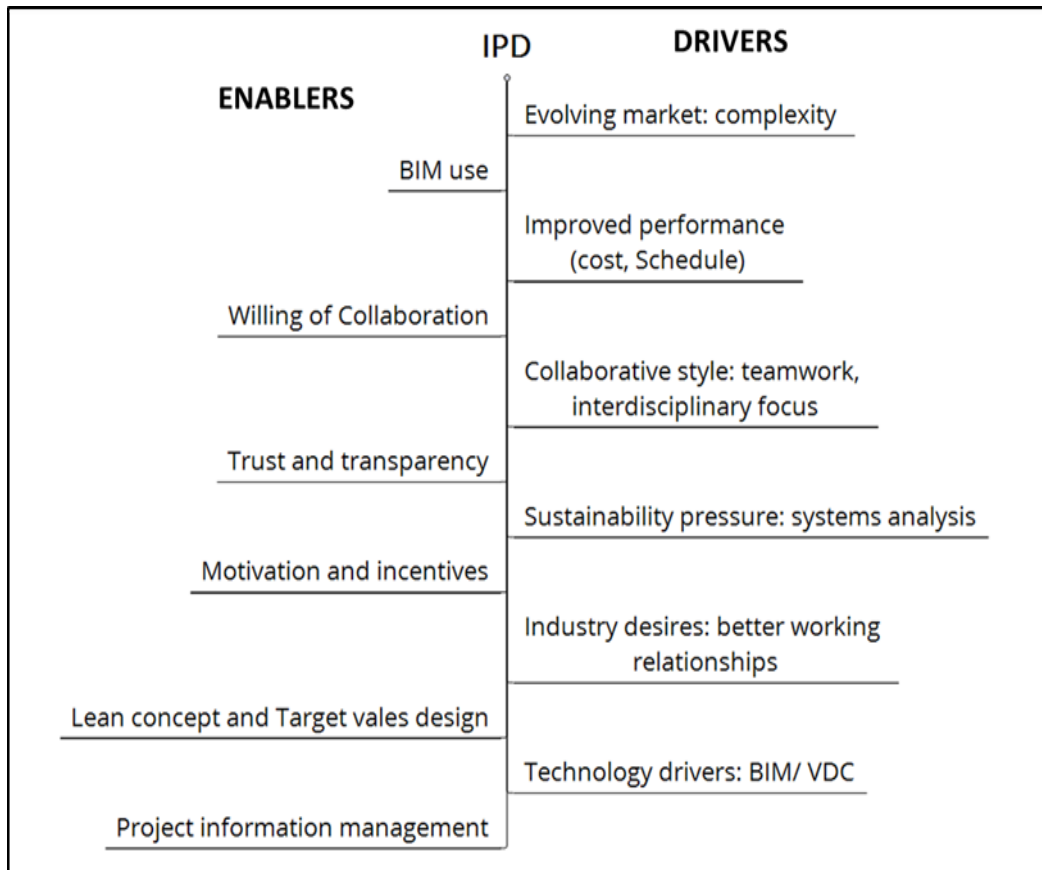 IPD
DRIVERS
ENABLERS
Evolving market: complexity
BIM use
Improved performance
(cost, Schedule)
Willing of Collaboration
Collaborative style: teamwork,
interdisciplinary focus
Trust and transparency
Sustainability pressure: systems analysis
Motivation and incentives
Industry desires: better working
relationships
Lean concept and Target vales design
Technology drivers: BIM/ VDC
Project information management